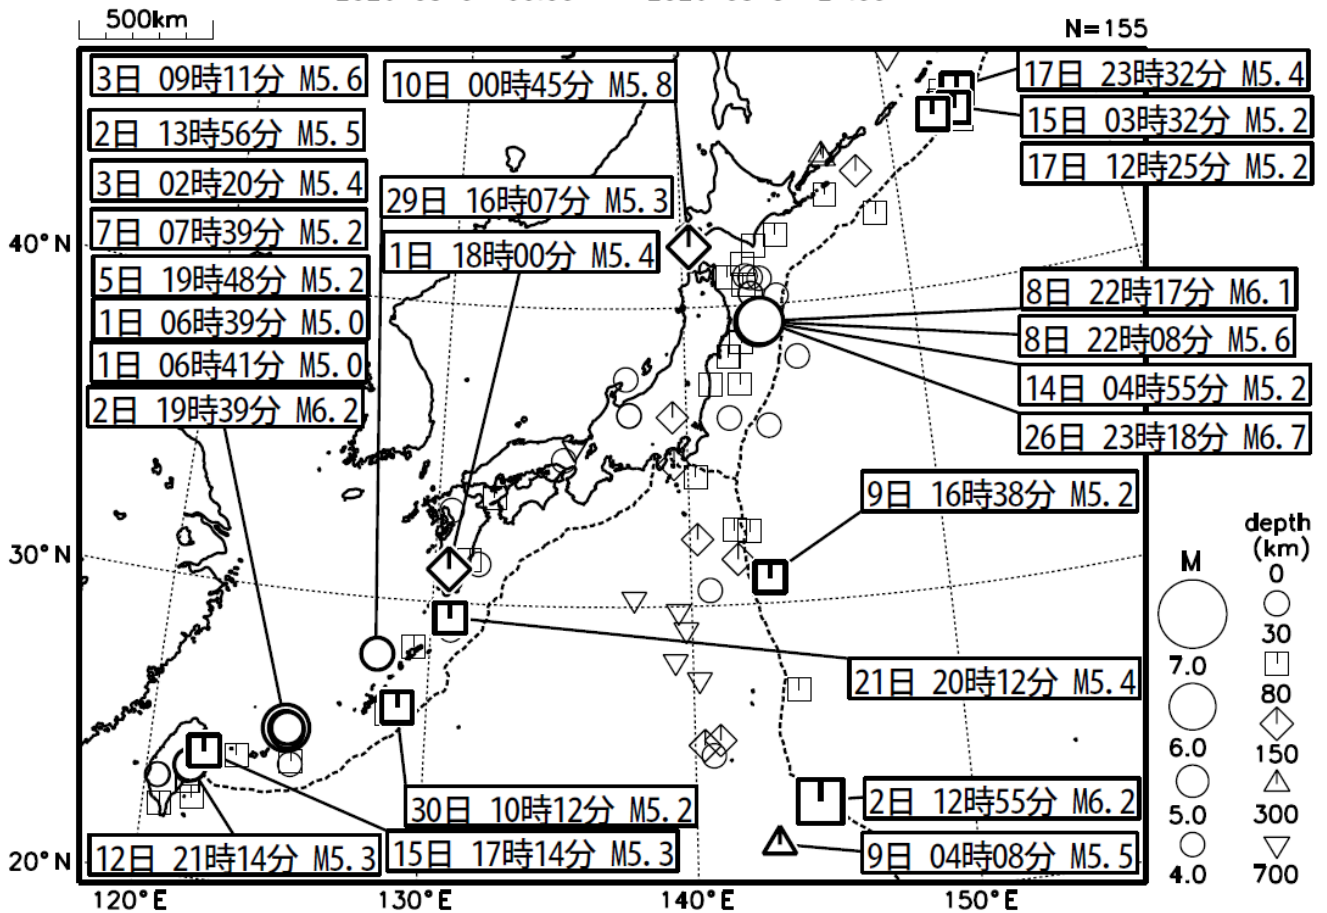 500km
N=155
3日 09時11分 M5.6
10日 00時45分 M5.8
17日 23時32分 M5.4
2日 13時56分 M5.5
15日 03時32分 M5.2
3日 02時20分 M5.4
17日 12時25分 M5.2
29日 16時07分 M5.3
7日 07時39分 M5.2
1日 18時00分 M5.4
40°N
5日 19時48分 M5.2
8日 22時17分 M6.1
1日 06時39分 M5.0
8日 22時08分 M5.6
1日 06時41分 M5.0
14日 04時55分 M5.2
2日 19時39分 M6.2
26日 23時18分 M6.7
9日 16時38分 M5.2
30°N
21日 20時12分 M5.4
30日 10時12分 M5.2
2日 12時55分 M6.2
12日 21時14分 M5.3
15日 17時14分 M5.3
9日 04時08分 M5.5
20°N
120°E
130°E
140°E
150°E
M
7.0
6.0
5.0
4.0
depth
(km)
0
30
80
150
300
700